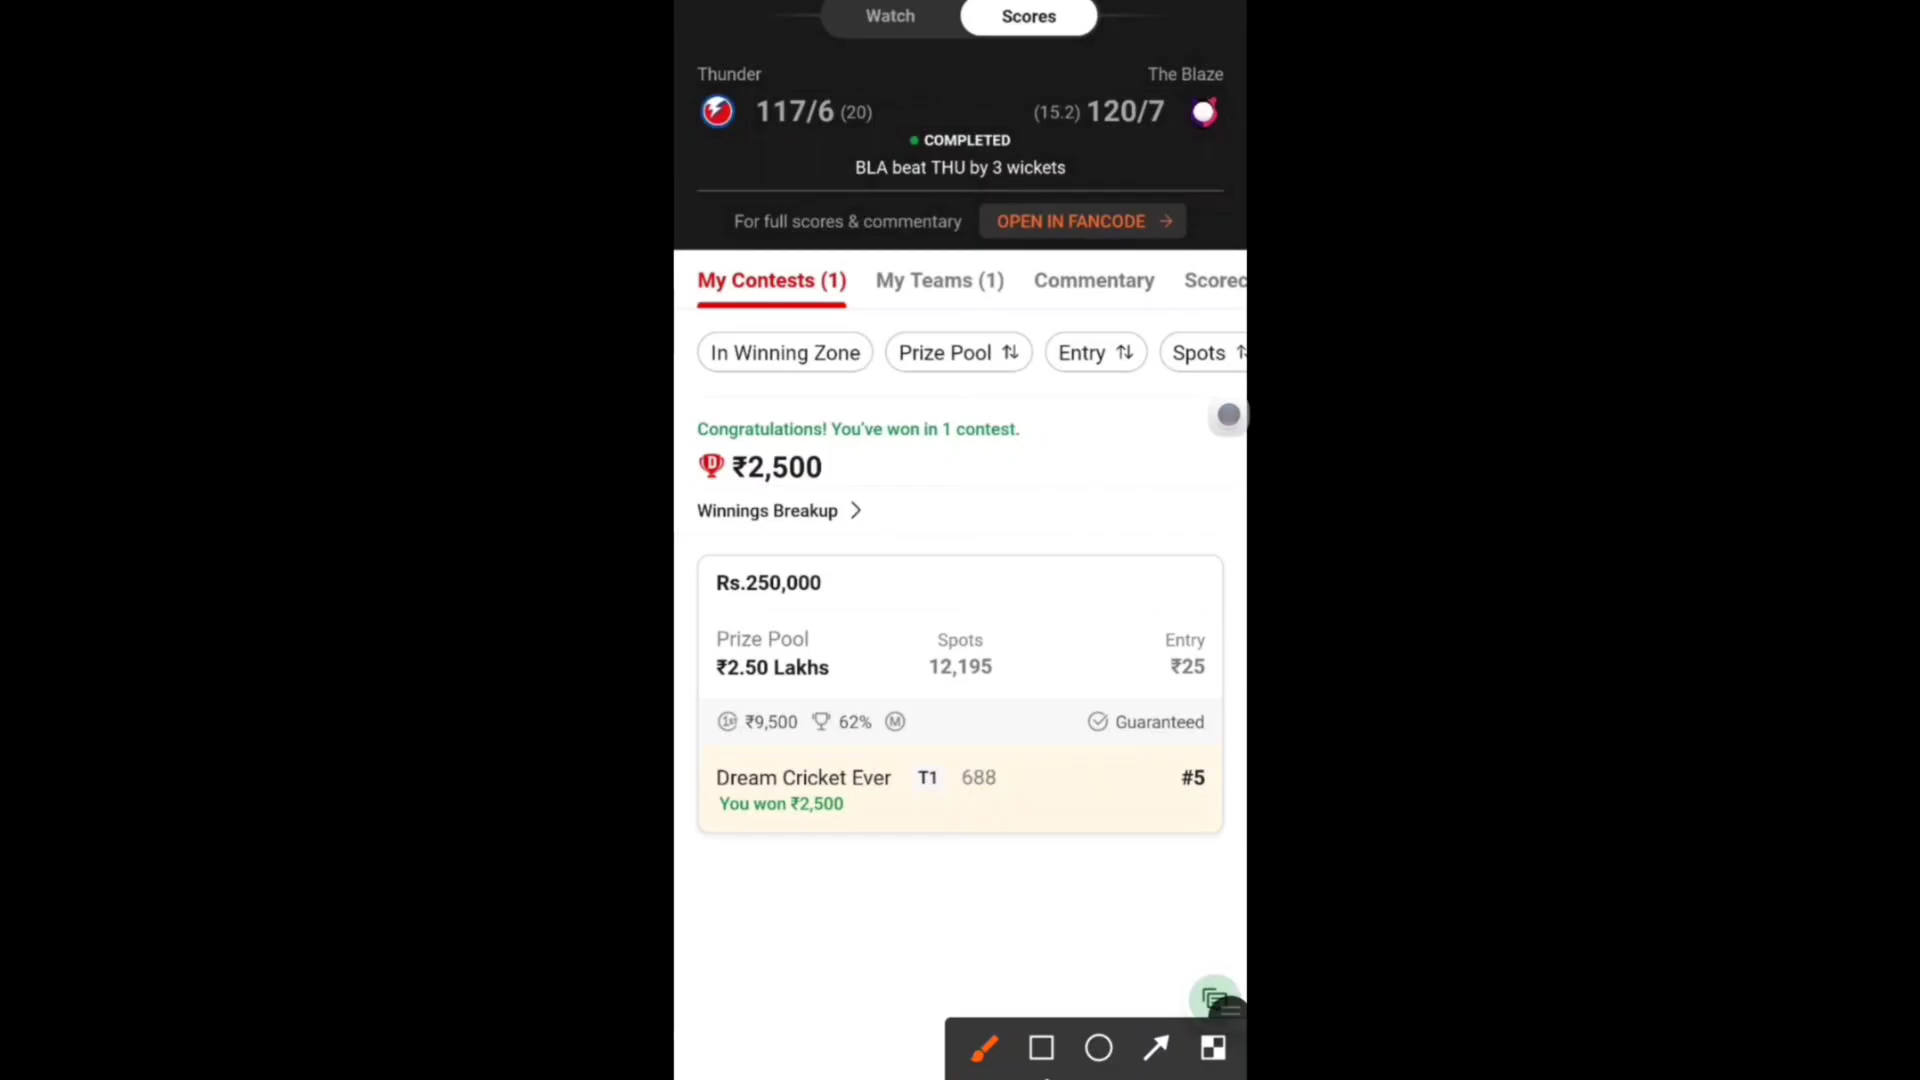 Watch Scores
Thunder The Blaze
117/6 (20) (15.2) 120/7
COMPLETED
BLA beat THU by 3 wickets
For full scores & commentary OPEN IN FANCODE
My Contests (1) My Teams (1) Commentary Scorec
In Winning Zone Prize Pool Entry Spots
Congratulations! You've won in 1 contest.
₹2,500
Winnings Breakup
Rs.250,000
Prize Pool Spots Entry
₹2.50 Lakhs 12,195 ₹25
1st ₹9,500 62% M Guaranteed
Dream Cricket Ever T1 688 #5
You won ₹2,500